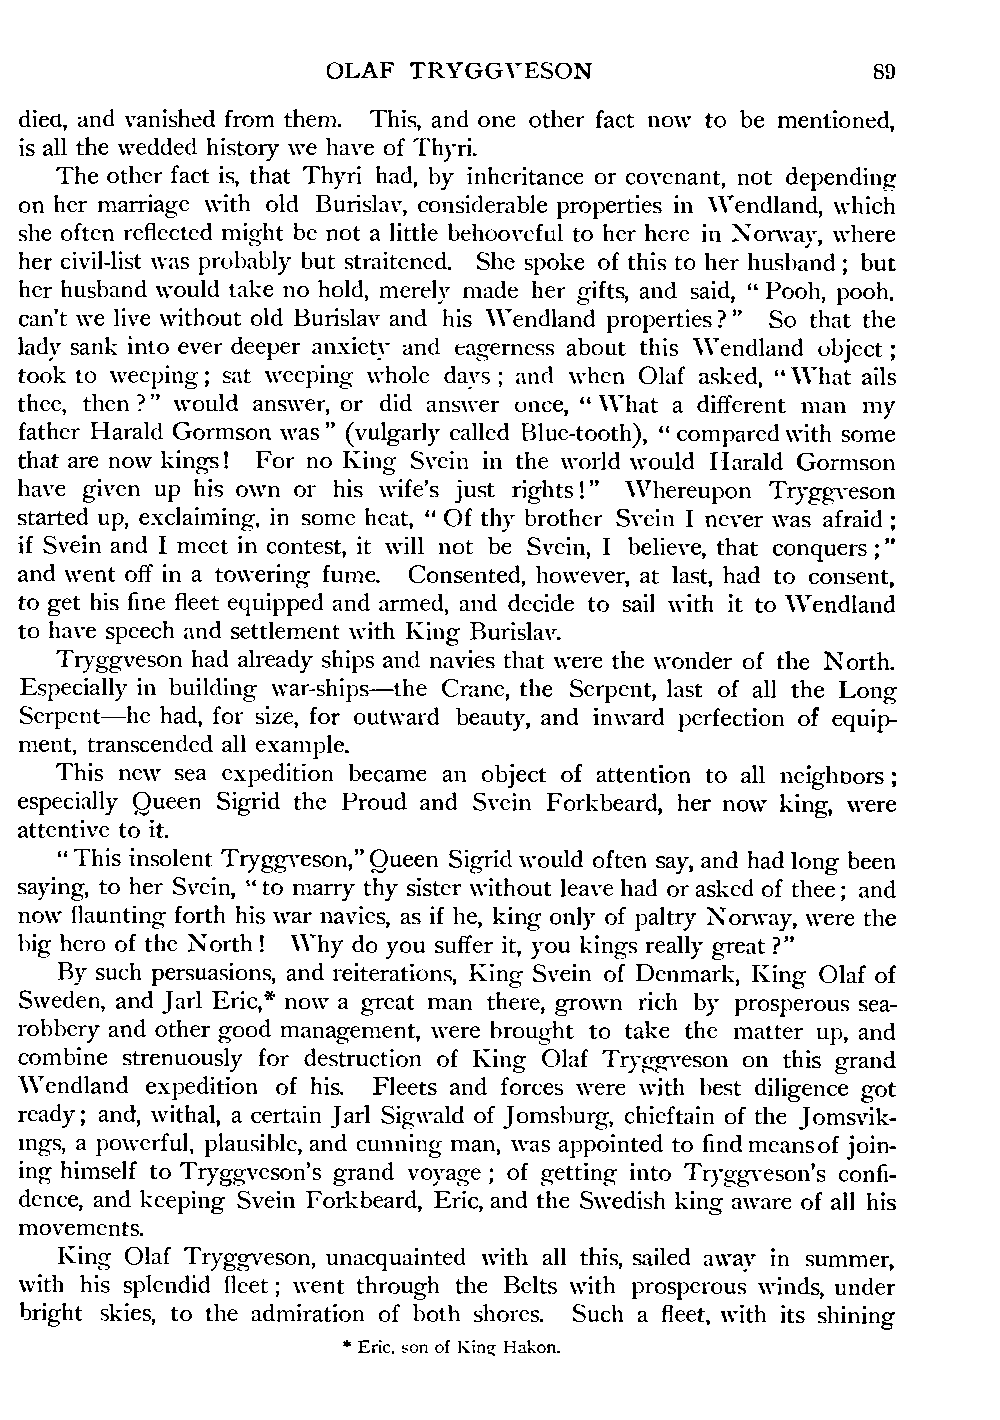 OLAF TRYGGVESON 89
died, and vanished from them. This, and one other fact now to be mentioned,
is all the wedded history we have of Thyri.
The other fact is, that Thyri had, by inheritance or covenant, not depending
on her marriage with old Burislav, considerable properties in Wendland, which
she often reflected might be not a little behooveful to her here in Norway, where
her civil-list was probably but straitened. She spoke of this to her husband; but
her husband would take no hold, merely made her gifts, and said, "Pooh, pooh,
can't we live without old Burislav and his Wendland properties?" So that the
lady sank into ever deeper anxiety and eagerness about this Wendland object;
took to weeping; sat weeping whole days; and when Olaf asked, "What ails
thee, then?" would answer, or did answer once, "What a different man my
father Harald Gormson was" (vulgarly called Blue-tooth), "compared with some
that are now kings! For no King Svein in the world would Harald Gormson
have given up his own or his wife's just rights!" Whereupon Tryggveson
started up, exclaiming, in some heat, "Of thy brother Svein I never was afraid;
if Svein and I meet in contest, it will not be Svein, I believe, that conquers;"
and went off in a towering fume. Consented, however, at last, had to consent,
to get his fine fleet equipped and armed, and decide to sail with it to Wendland
to have speech and settlement with King Burislav.
Tryggveson had already ships and navies that were the wonder of the North.
Especially in building war-ships—the Crane, the Serpent, last of all the Long
Serpent—he had, for size, for outward beauty, and inward perfection of equip-
ment, transcended all example.
This new sea expedition became an object of attention to all neighbors;
especially Queen Sigrid the Proud and Svein Forkbeard, her now king, were
attentive to it.
"This insolent Tryggveson," Queen Sigrid would often say, and had long been
saying, to her Svein, "to marry thy sister without leave had or asked of thee; and
now flaunting forth his war navies, as if he, king only of paltry Norway, were the
big hero of the North! Why do you suffer it, you kings really great?"
By such persuasions, and reiterations, King Svein of Denmark, King Olaf of
Sweden, and Jarl Eric,* now a great man there, grown rich by prosperous sea-
robbery and other good management, were brought to take the matter up, and
combine strenuously for destruction of King Olaf Tryggveson on this grand
Wendland expedition of his. Fleets and forces were with best diligence got
ready; and, withal, a certain Jarl Sigwald of Jomsburg, chieftain of the Jomsvik-
ings, a powerful, plausible, and cunning man, was appointed to find means of join-
ing himself to Tryggveson's grand voyage; of getting into Tryggveson's confi-
dence, and keeping Svein Forkbeard, Eric, and the Swedish king aware of all his
movements.
King Olaf Tryggveson, unacquainted with all this, sailed away in summer,
with his splendid fleet; went through the Belts with prosperous winds, under
bright skies, to the admiration of both shores. Such a fleet, with its shining
* Eric, son of King Hakon.